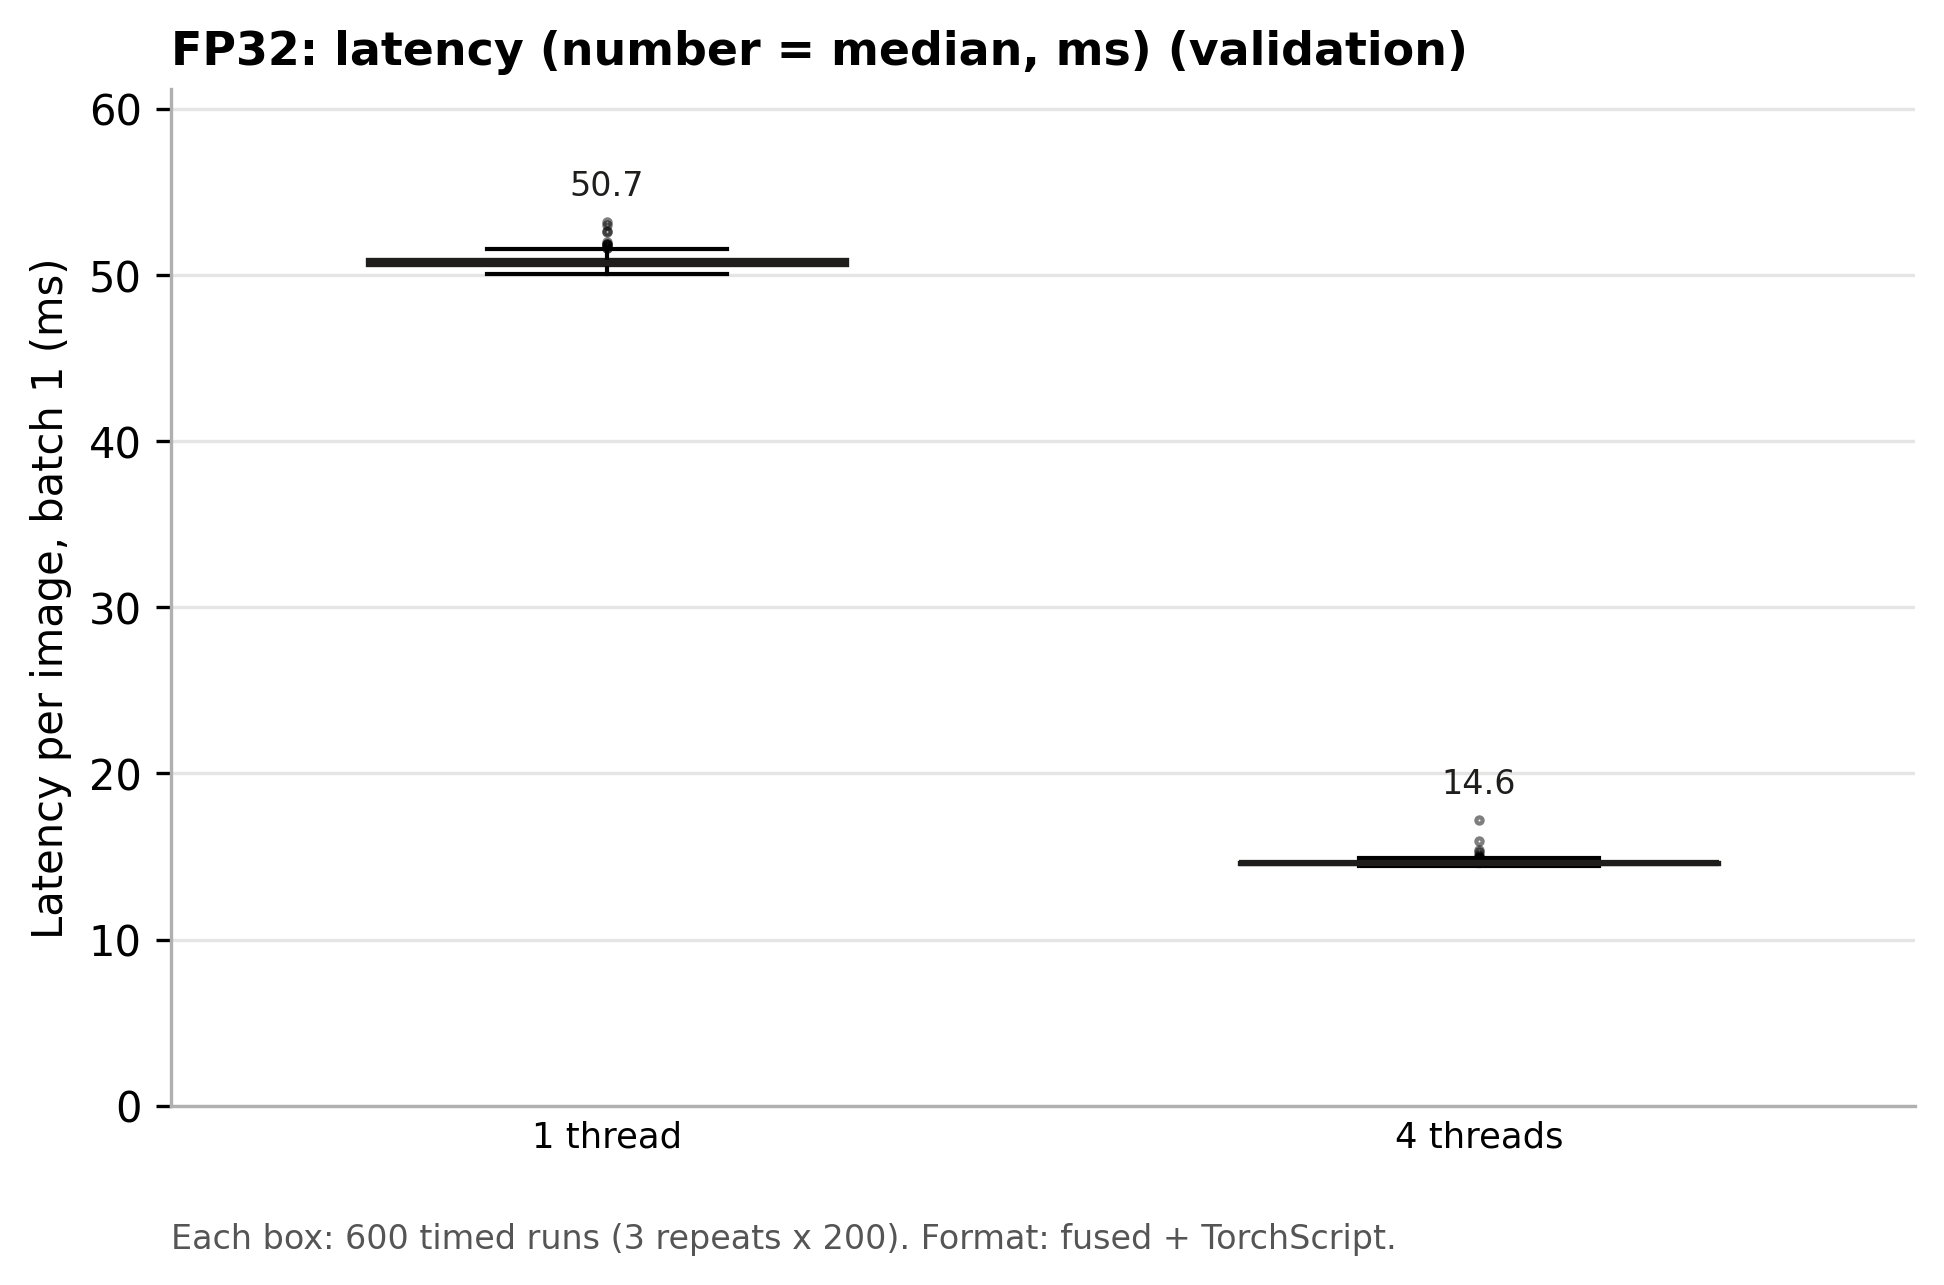 FP32: latency (number = median, ms) (validation)
Latency per image, batch 1 (ms)
60
50
40
30
20
10
0
50.7
14.6
1 thread
4 threads
Each box: 600 timed runs (3 repeats x 200). Format: fused + TorchScript.